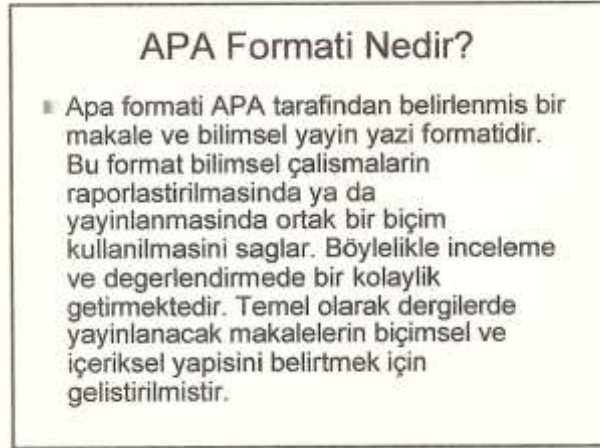 APA Formati Nedir?
Apa formati APA tarafindan belirlenmis bir
makale ve bilimsel yayin yazi formatidir.
Bu format bilimsel çalismalarin
raporlastirilmasinda ya da
yayinlanmasinda ortak bir biçim
kullanilmasini saglar. Böylelikle inceleme
ve degerlendirmede bir kolaylik
getirmektedir. Temel olarak dergilerde
yayinlanacak makalelerin biçimsel ve
içeriksel yapisini belirtmek için
gelistirilmistir.